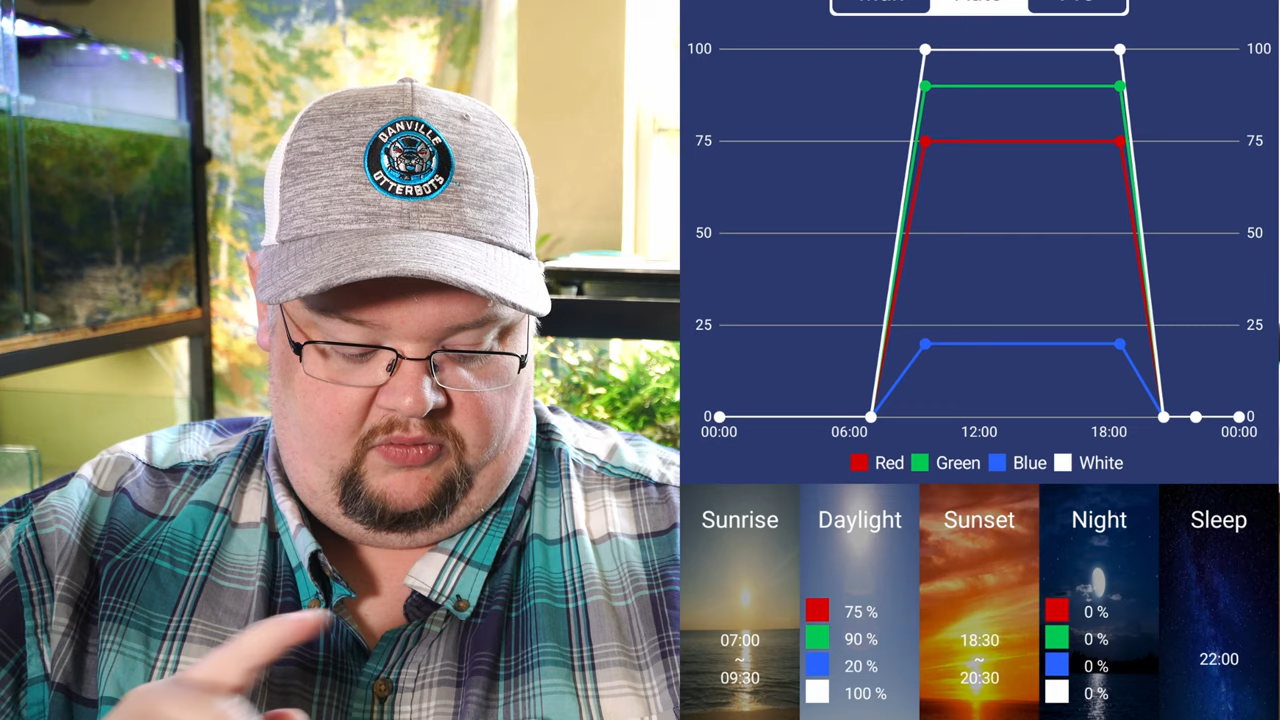 DANVILLE
OTTERBOTS
100
100
75
75
50
50
25
25
0
0
00:00
06:00
12:00
18:00
00:00
Red
Green
Blue
White
Sunrise
Daylight
Sunset
Night
Sleep
07:00
~
09:30
75 %
90 %
20 %
100 %
18:30
~
20:30
0 %
0 %
0 %
0 %
22:00